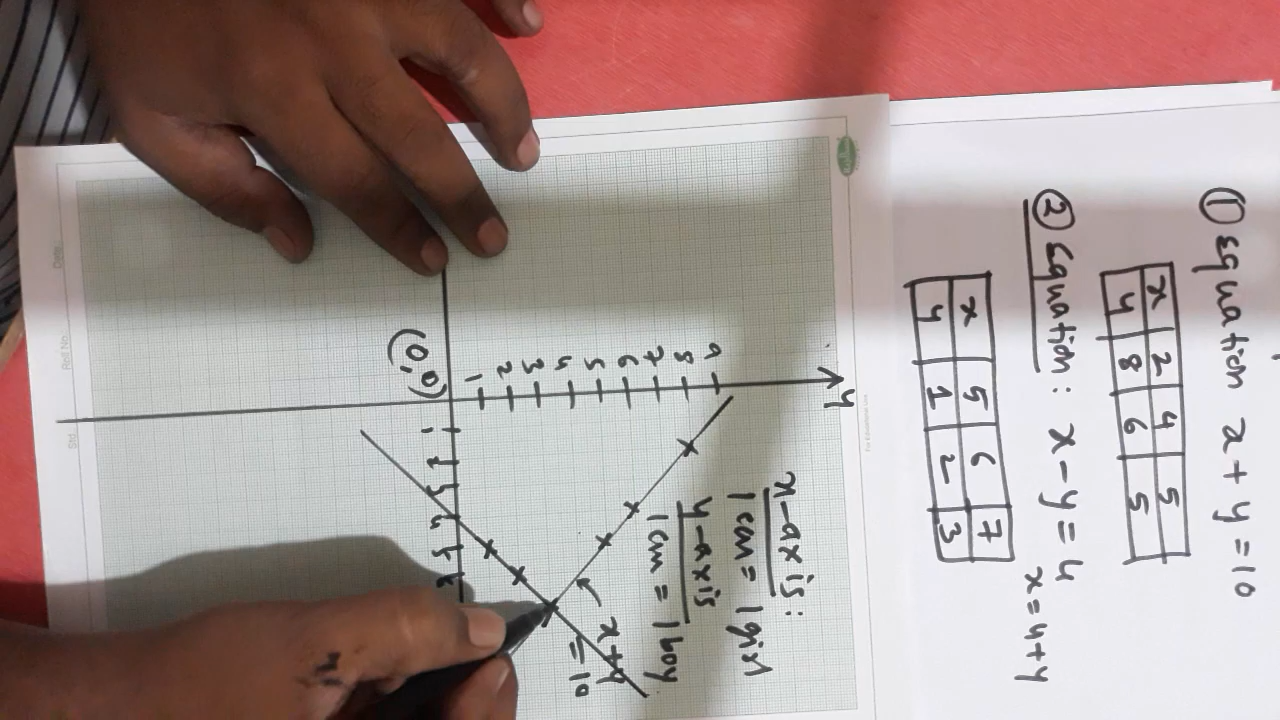 ① Equation x + y = 10
x 2 4 5
y 8 6 5
② Equation : x - y = 4
x = 4+y
x 5 6 7
y 1 2 3
Y
x-axis :
1 cm = 1 girl
y-axis
1 cm = 1 boy
x+y
=10
9
8
7
6
5
4
3
2
1
(0,0)
1 2 3 4 5 6
Date :
Roll No. :
Std. :